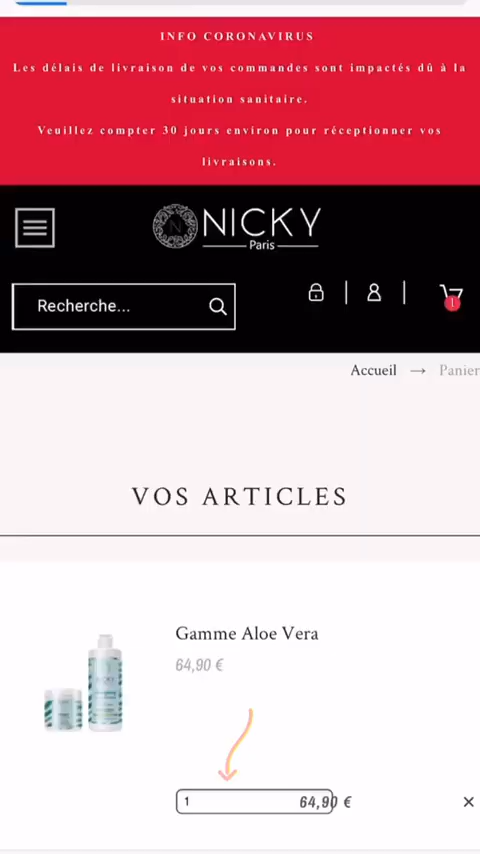 INFO CORONAVIRUS
Les délais de livraison de vos commandes sont impactés dû à la
situation sanitaire.
Veuillez compter 30 jours environ pour réceptionner vos
livraisons.
N NICKY
Paris
Recherche...
1
Accueil → Panier
VOS ARTICLES
Gamme Aloe Vera
64,90 €
NICKY
1 64,90 € ×